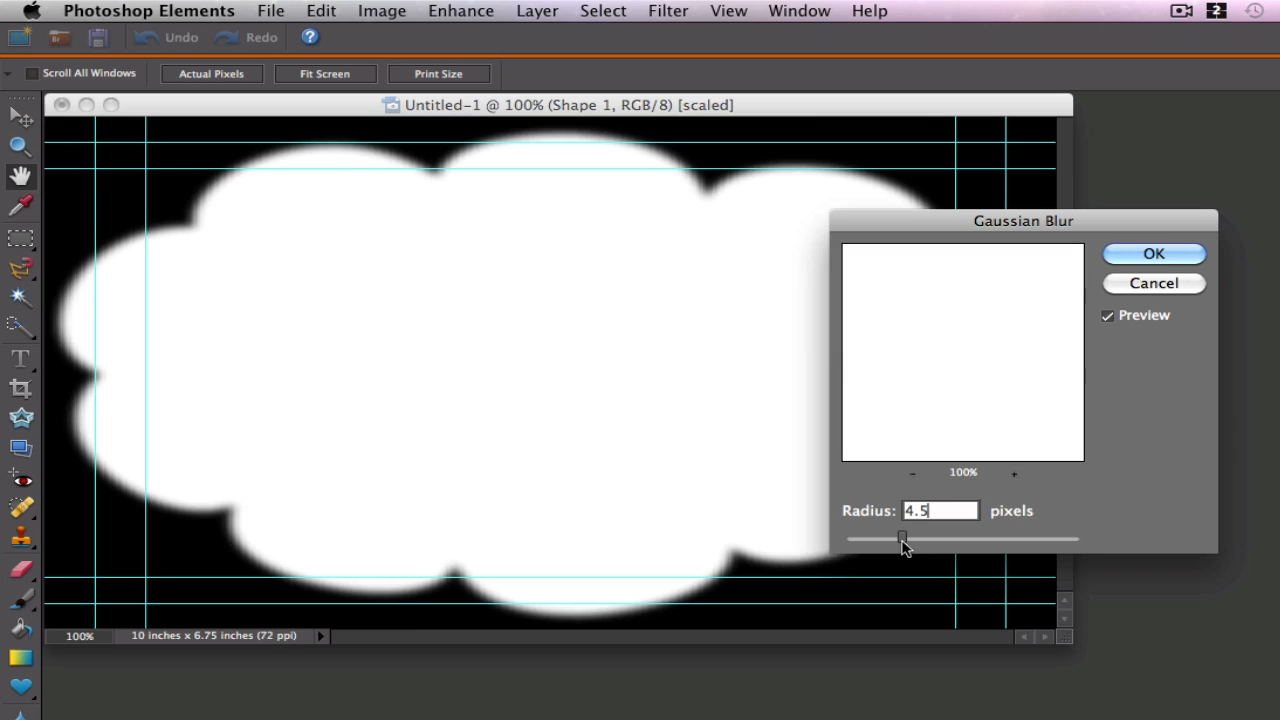 Photoshop Elements File Edit Image Enhance Layer Select Filter View Window Help 2
Br Undo Redo ?
Scroll All Windows Actual Pixels Fit Screen Print Size
Untitled-1 @ 100% (Shape 1, RGB/8) [scaled]
Gaussian Blur
OK
Cancel
Preview
T
- 100% +
Radius: 4.5 pixels
100% 10 inches x 6.75 inches (72 ppi)